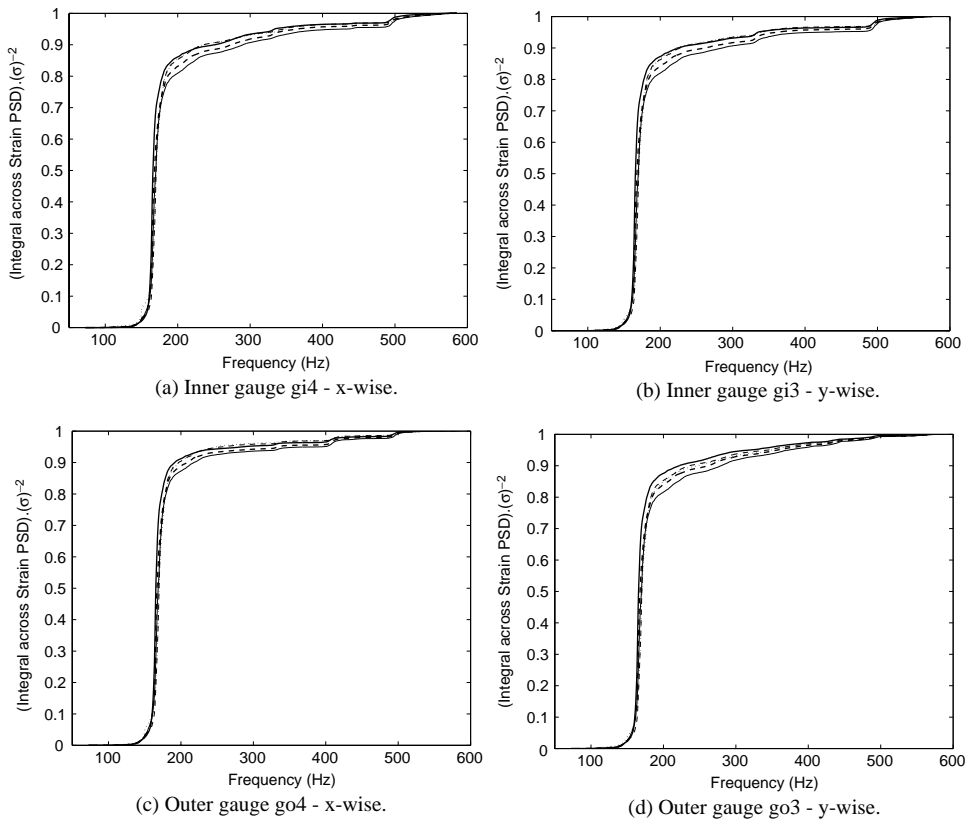 1
0.9
0.8
0.7
0.6
0.5
0.4
0.3
0.2
0.1
0
(Integral across Strain PSD).(σ)⁻²
100 200 300 400 500 600
Frequency (Hz)
(a) Inner gauge gi4 - x-wise.
1
0.9
0.8
0.7
0.6
0.5
0.4
0.3
0.2
0.1
0
(Integral across Strain PSD).(σ)⁻²
100 200 300 400 500 600
Frequency (Hz)
(b) Inner gauge gi3 - y-wise.
1
0.9
0.8
0.7
0.6
0.5
0.4
0.3
0.2
0.1
0
(Integral across Strain PSD).(σ)⁻²
100 200 300 400 500 600
Frequency (Hz)
(c) Outer gauge go4 - x-wise.
1
0.9
0.8
0.7
0.6
0.5
0.4
0.3
0.2
0.1
0
(Integral across Strain PSD).(σ)⁻²
100 200 300 400 500 600
Frequency (Hz)
(d) Outer gauge go3 - y-wise.